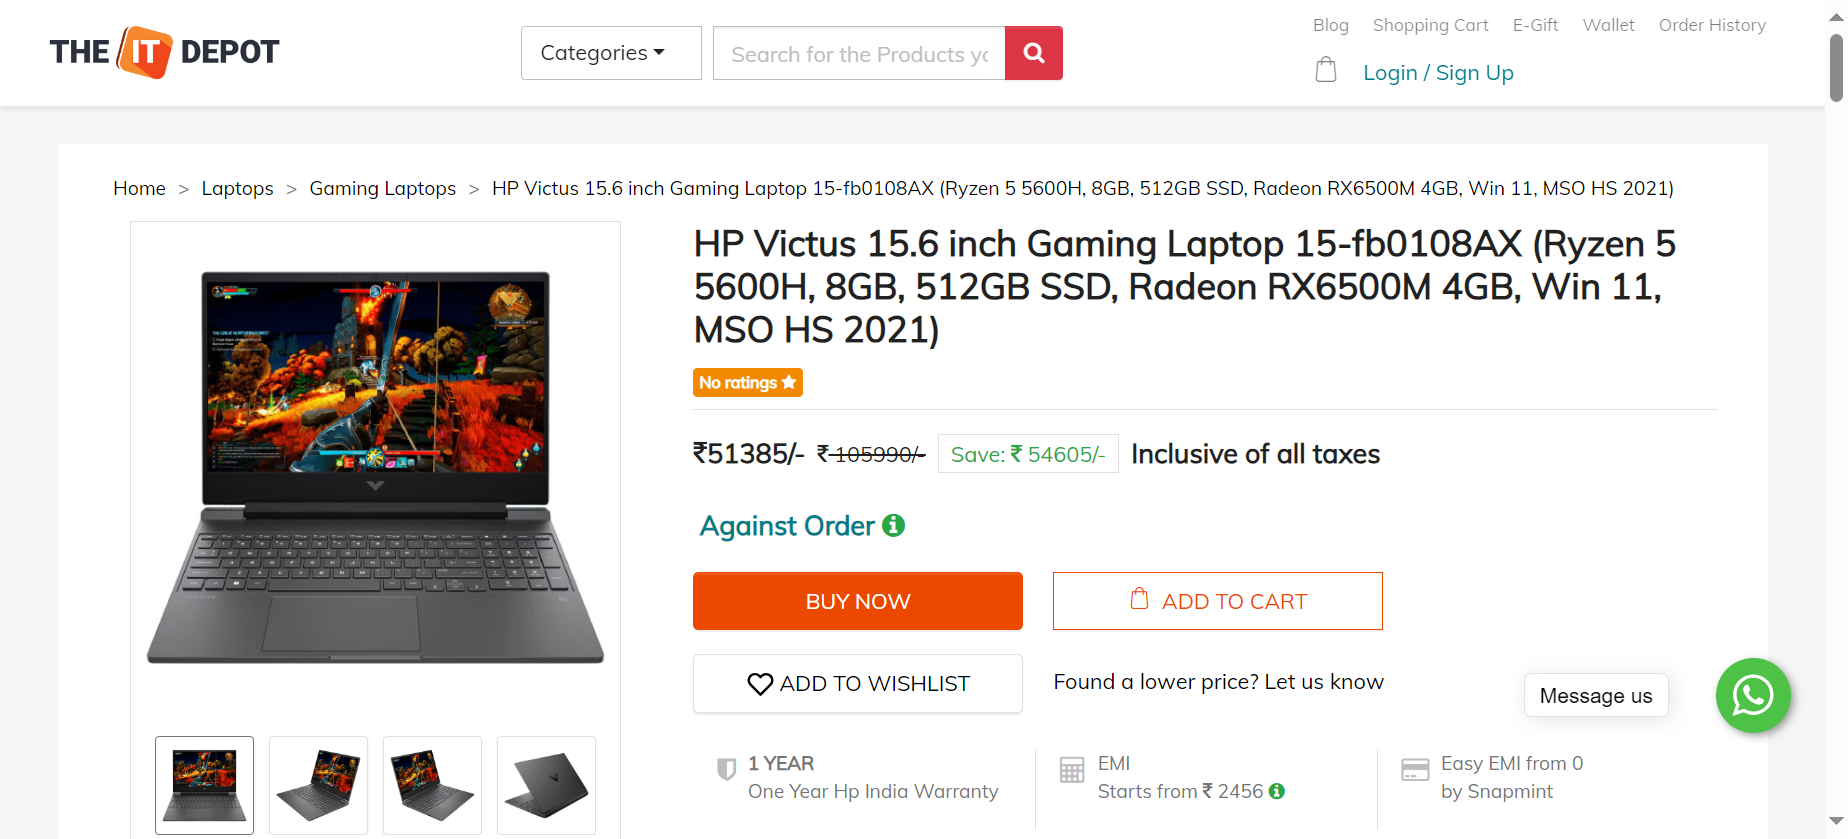 THE IT DEPOT
Categories
Search for the Products yo
Blog Shopping Cart E-Gift Wallet Order History
Login / Sign Up
Home > Laptops > Gaming Laptops > HP Victus 15.6 inch Gaming Laptop 15-fb0108AX (Ryzen 5 5600H, 8GB, 512GB SSD, Radeon RX6500M 4GB, Win 11, MSO HS 2021)
HP Victus 15.6 inch Gaming Laptop 15-fb0108AX (Ryzen 5
5600H, 8GB, 512GB SSD, Radeon RX6500M 4GB, Win 11,
MSO HS 2021)
No ratings
₹51385/- ₹ 105990/- Save: ₹ 54605/- Inclusive of all taxes
Against Order
BUY NOW
ADD TO CART
ADD TO WISHLIST
Found a lower price? Let us know
Message us
1 YEAR
One Year Hp India Warranty
EMI
Starts from ₹ 2456
Easy EMI from 0
by Snapmint